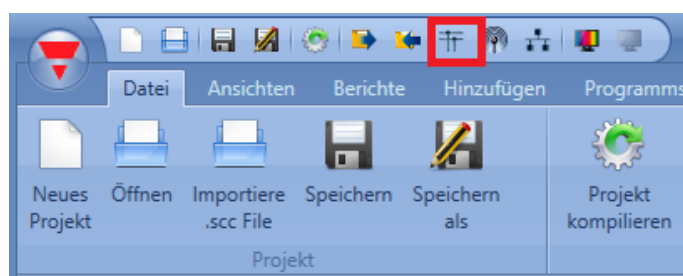 Datei Ansichten Berichte Hinzufügen Programms
Neues Öffnen Importiere Speichern Speichern Projekt
Projekt .scc File als kompilieren
Projekt